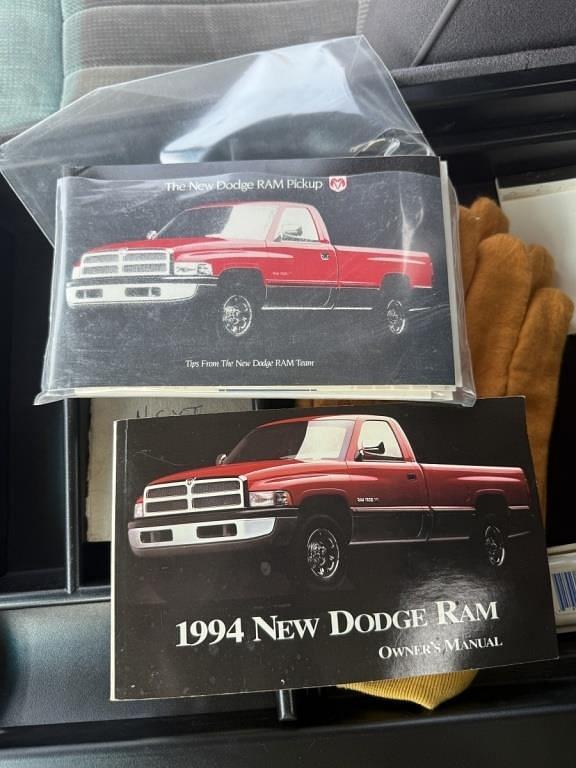 The New Dodge RAM Pickup
Tips From The New Dodge RAM Team
1994 NEW DODGE RAM
OWNER'S MANUAL